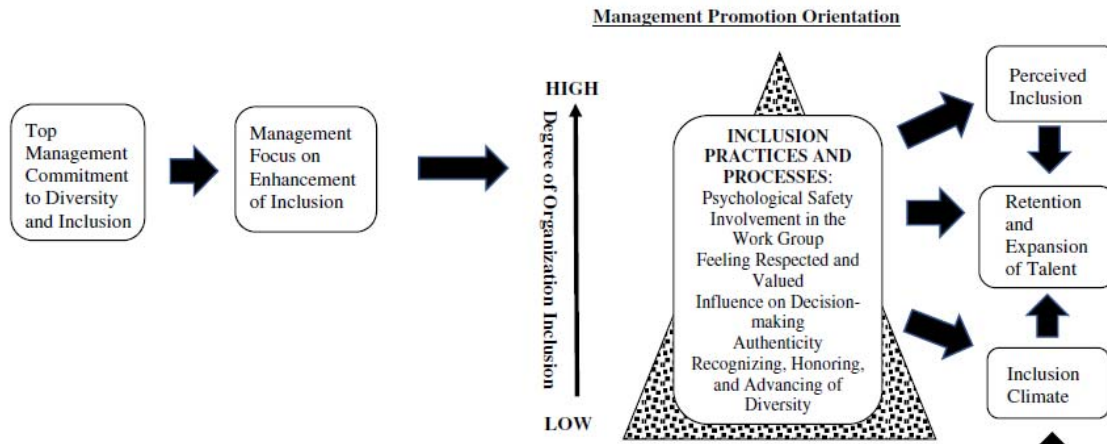 Management Promotion Orientation
Top
Management
Commitment
to Diversity
and Inclusion
Management
Focus on
Enhancement
of Inclusion
HIGH
Degree of Organization Inclusion
LOW
INCLUSION
PRACTICES AND
PROCESSES:
Psychological Safety
Involvement in the
Work Group
Feeling Respected and
Valued
Influence on Decision-
making
Authenticity
Recognizing, Honoring,
and Advancing of
Diversity
Perceived
Inclusion
Retention
and
Expansion
of Talent
Inclusion
Climate